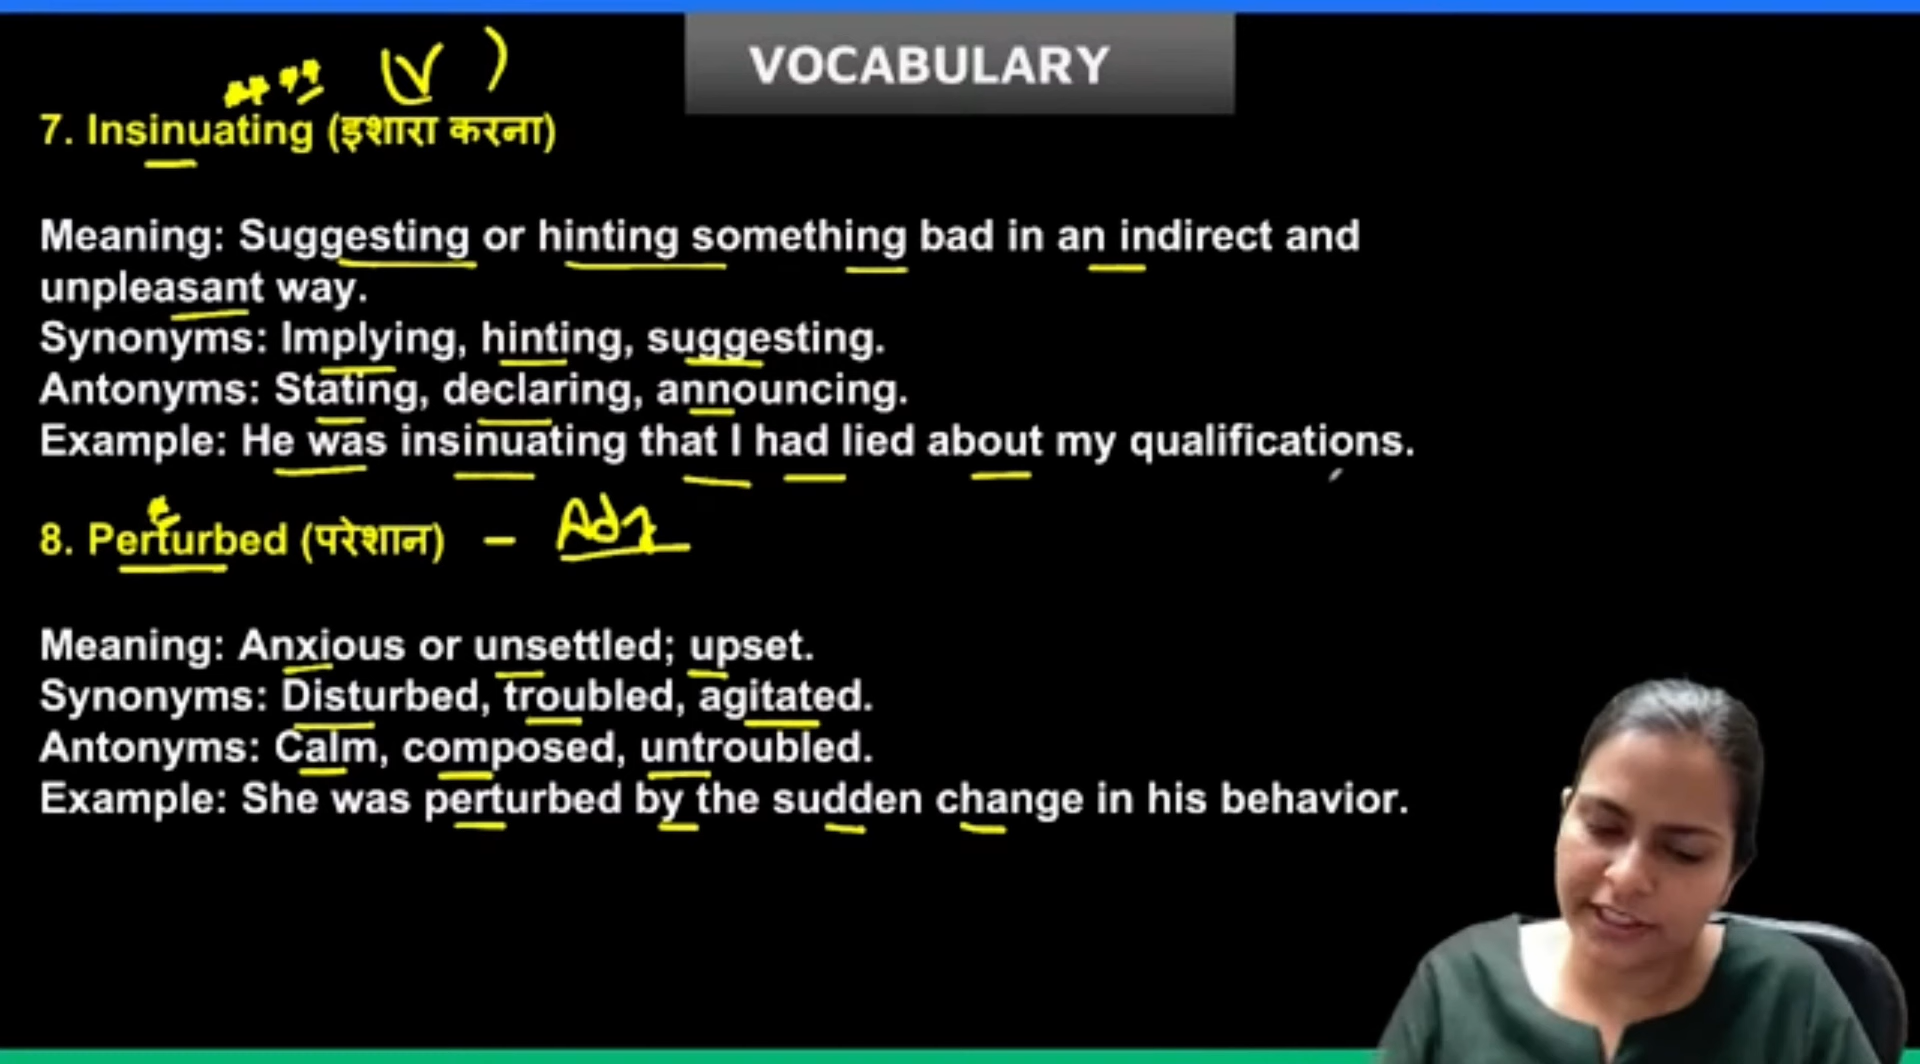 VOCABULARY
(V)
7. Insinuating (इशारा करना)
Meaning: Suggesting or hinting something bad in an indirect and
unpleasant way.
Synonyms: Implying, hinting, suggesting.
Antonyms: Stating, declaring, announcing.
Example: He was insinuating that I had lied about my qualifications.
8. Perturbed (परेशान) – Adj
Meaning: Anxious or unsettled; upset.
Synonyms: Disturbed, troubled, agitated.
Antonyms: Calm, composed, untroubled.
Example: She was perturbed by the sudden change in his behavior.